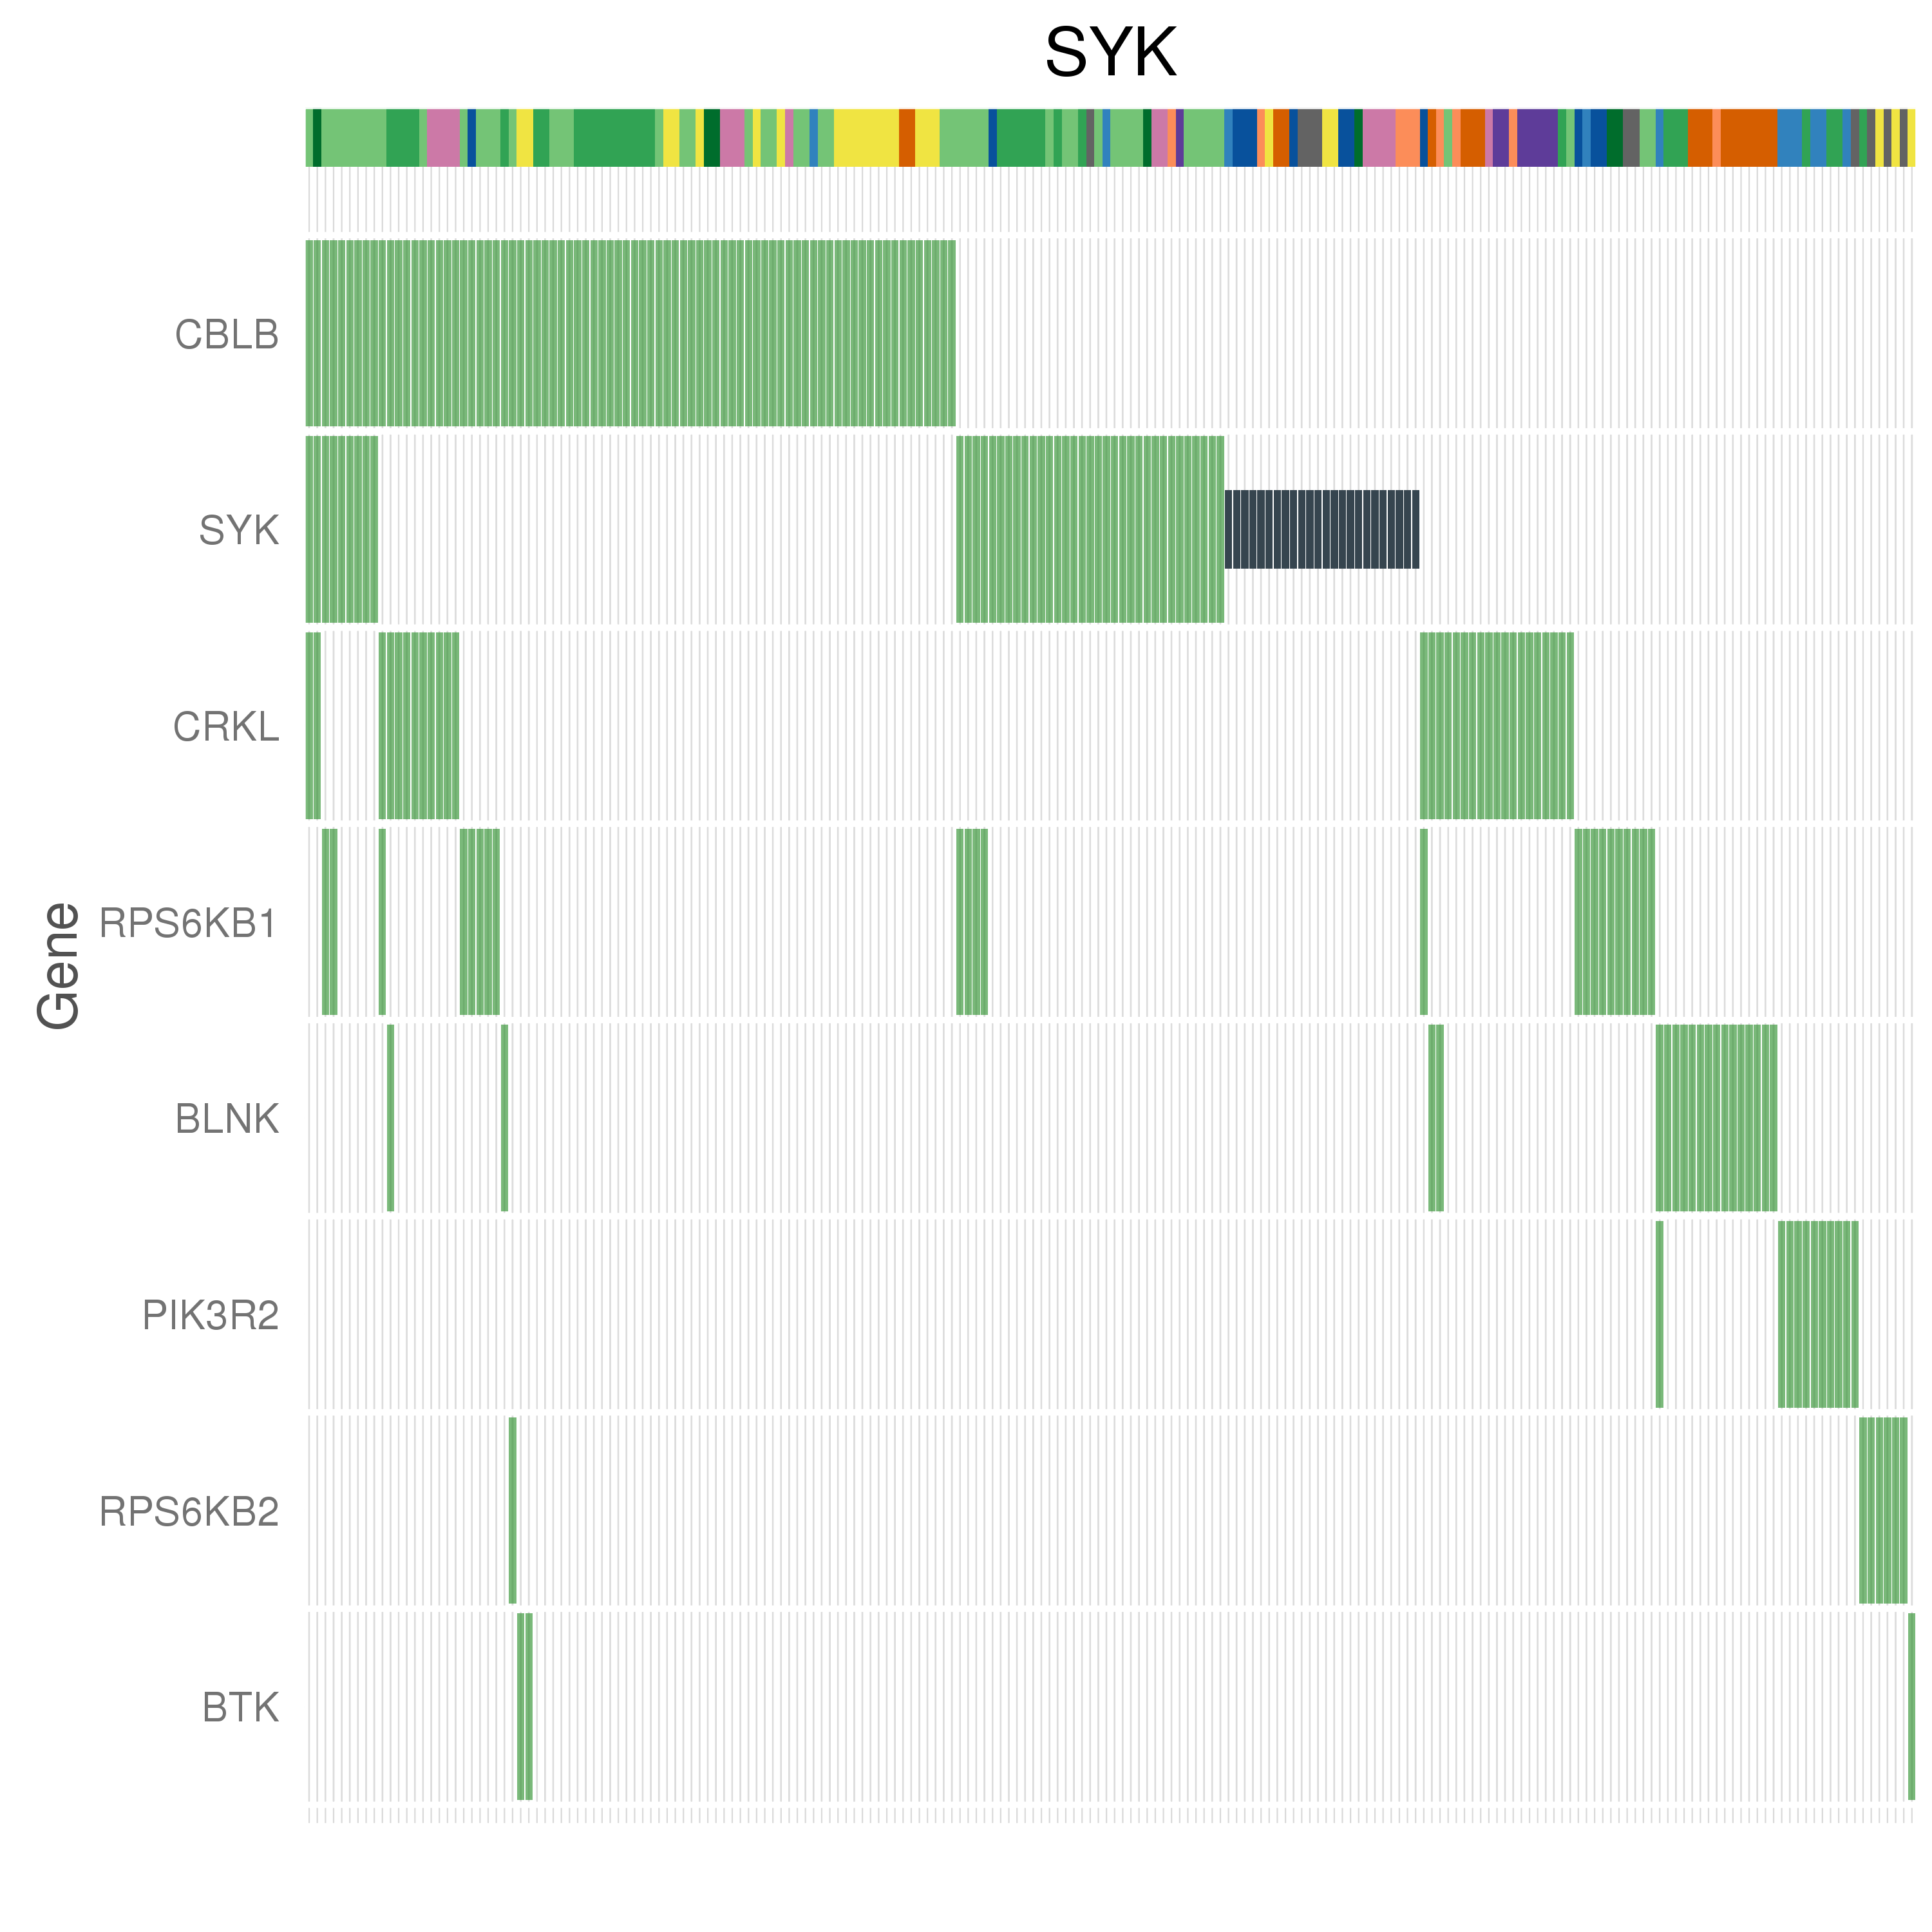 SYK
CBLB
SYK
CRKL
RPS6KB1
Gene
BLNK
PIK3R2
RPS6KB2
BTK